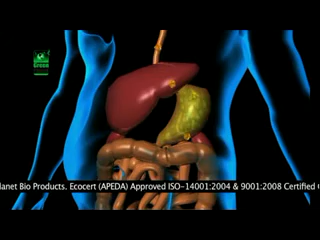 lanet Bio Products. Ecocert (APEDA) Approved ISO-14001:2004 & 9001:2008 Certified